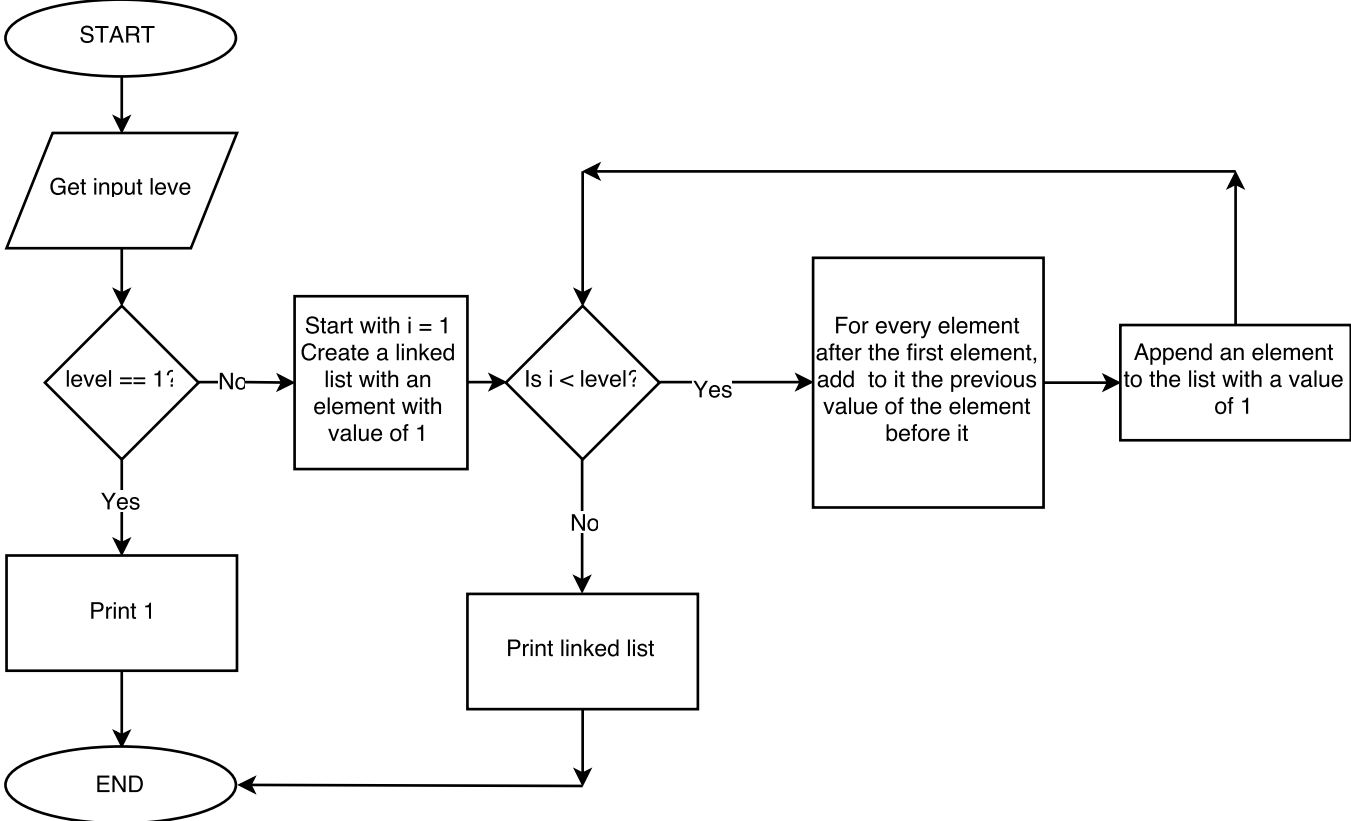 START
Get input leve
level == 1?
No
Yes
Print 1
END
Start with i = 1
Create a linked
list with an
element with
value of 1
Is i < level?
Yes
No
Print linked list
For every element
after the first element,
add  to it the previous
value of the element
before it
Append an element
to the list with a value
of 1